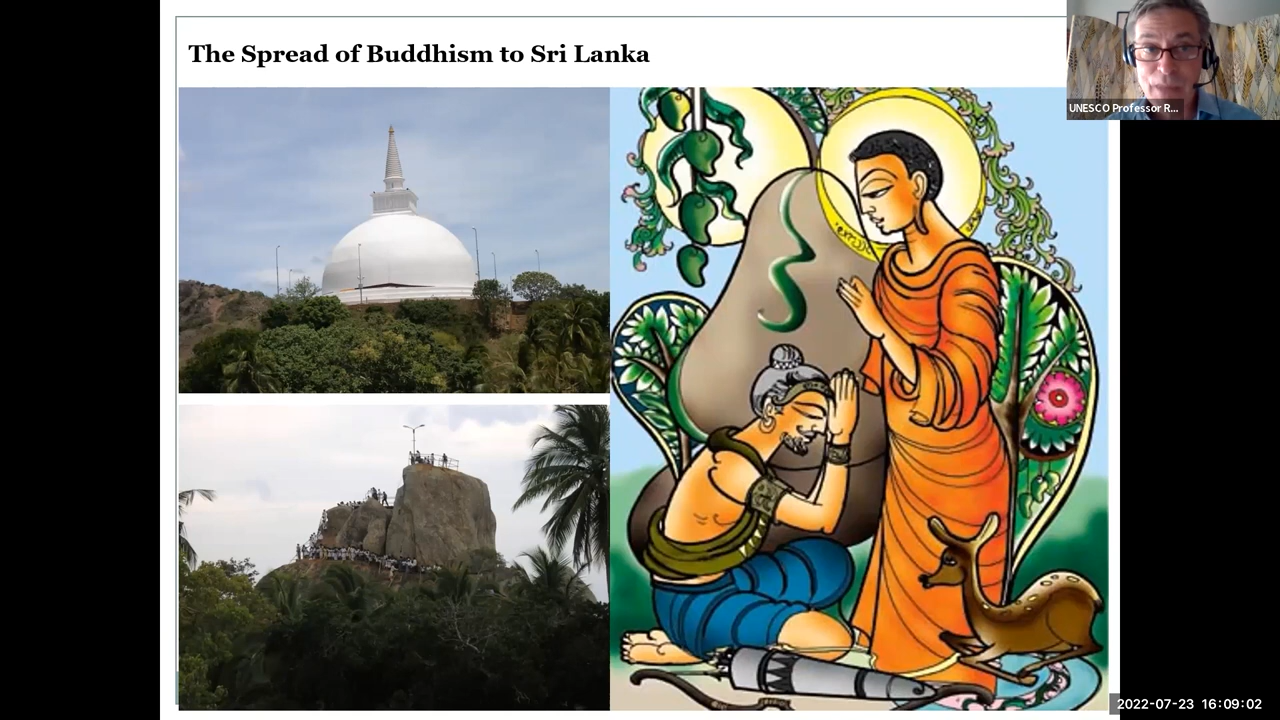 The Spread of Buddhism to Sri Lanka
UNESCO Professor R...
2022-07-23 16:09:02